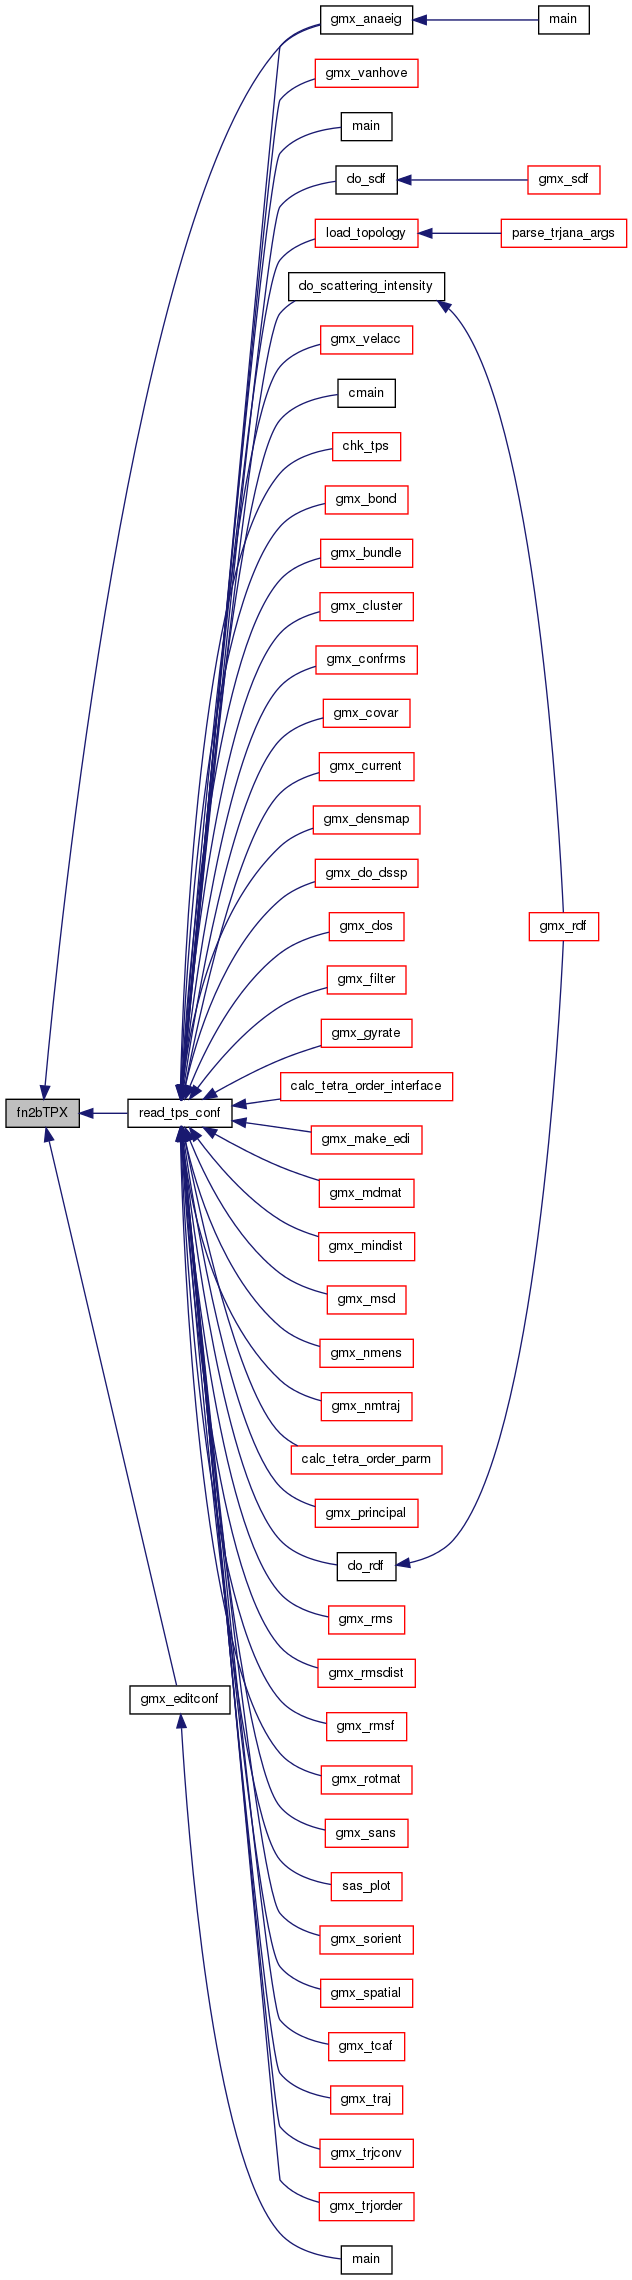 gmx_anaeig
main
gmx_vanhove
main
do_sdf
gmx_sdf
load_topology
parse_trjana_args
do_scattering_intensity
gmx_velacc
cmain
chk_tps
gmx_bond
gmx_bundle
gmx_cluster
gmx_confrms
gmx_covar
gmx_current
gmx_densmap
gmx_do_dssp
gmx_dos
gmx_rdf
gmx_filter
gmx_gyrate
calc_tetra_order_interface
fn2bTPX
read_tps_conf
gmx_make_edi
gmx_mdmat
gmx_mindist
gmx_msd
gmx_nmens
gmx_nmtraj
calc_tetra_order_parm
gmx_principal
do_rdf
gmx_rms
gmx_rmsdist
gmx_editconf
gmx_rmsf
gmx_rotmat
gmx_sans
sas_plot
gmx_sorient
gmx_spatial
gmx_tcaf
gmx_traj
gmx_trjconv
gmx_trjorder
main